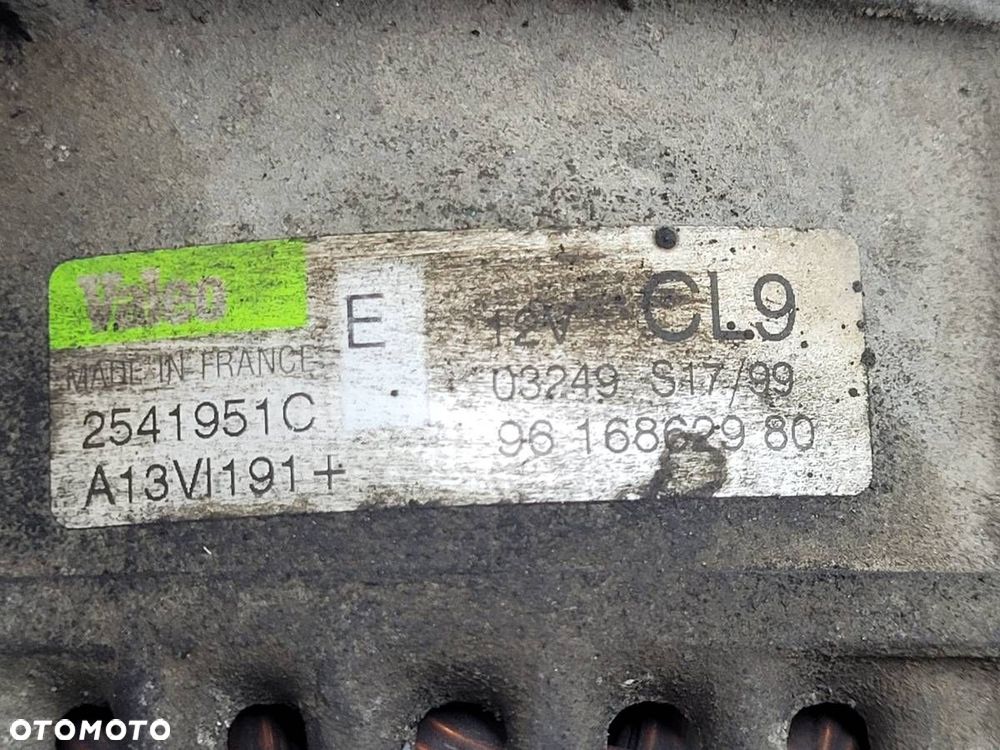 Valeo
MADE IN FRANCE
2541951C
A13VI191+
E
12V CL9
03249 S17/99
96 168629 80
OTOMOTO